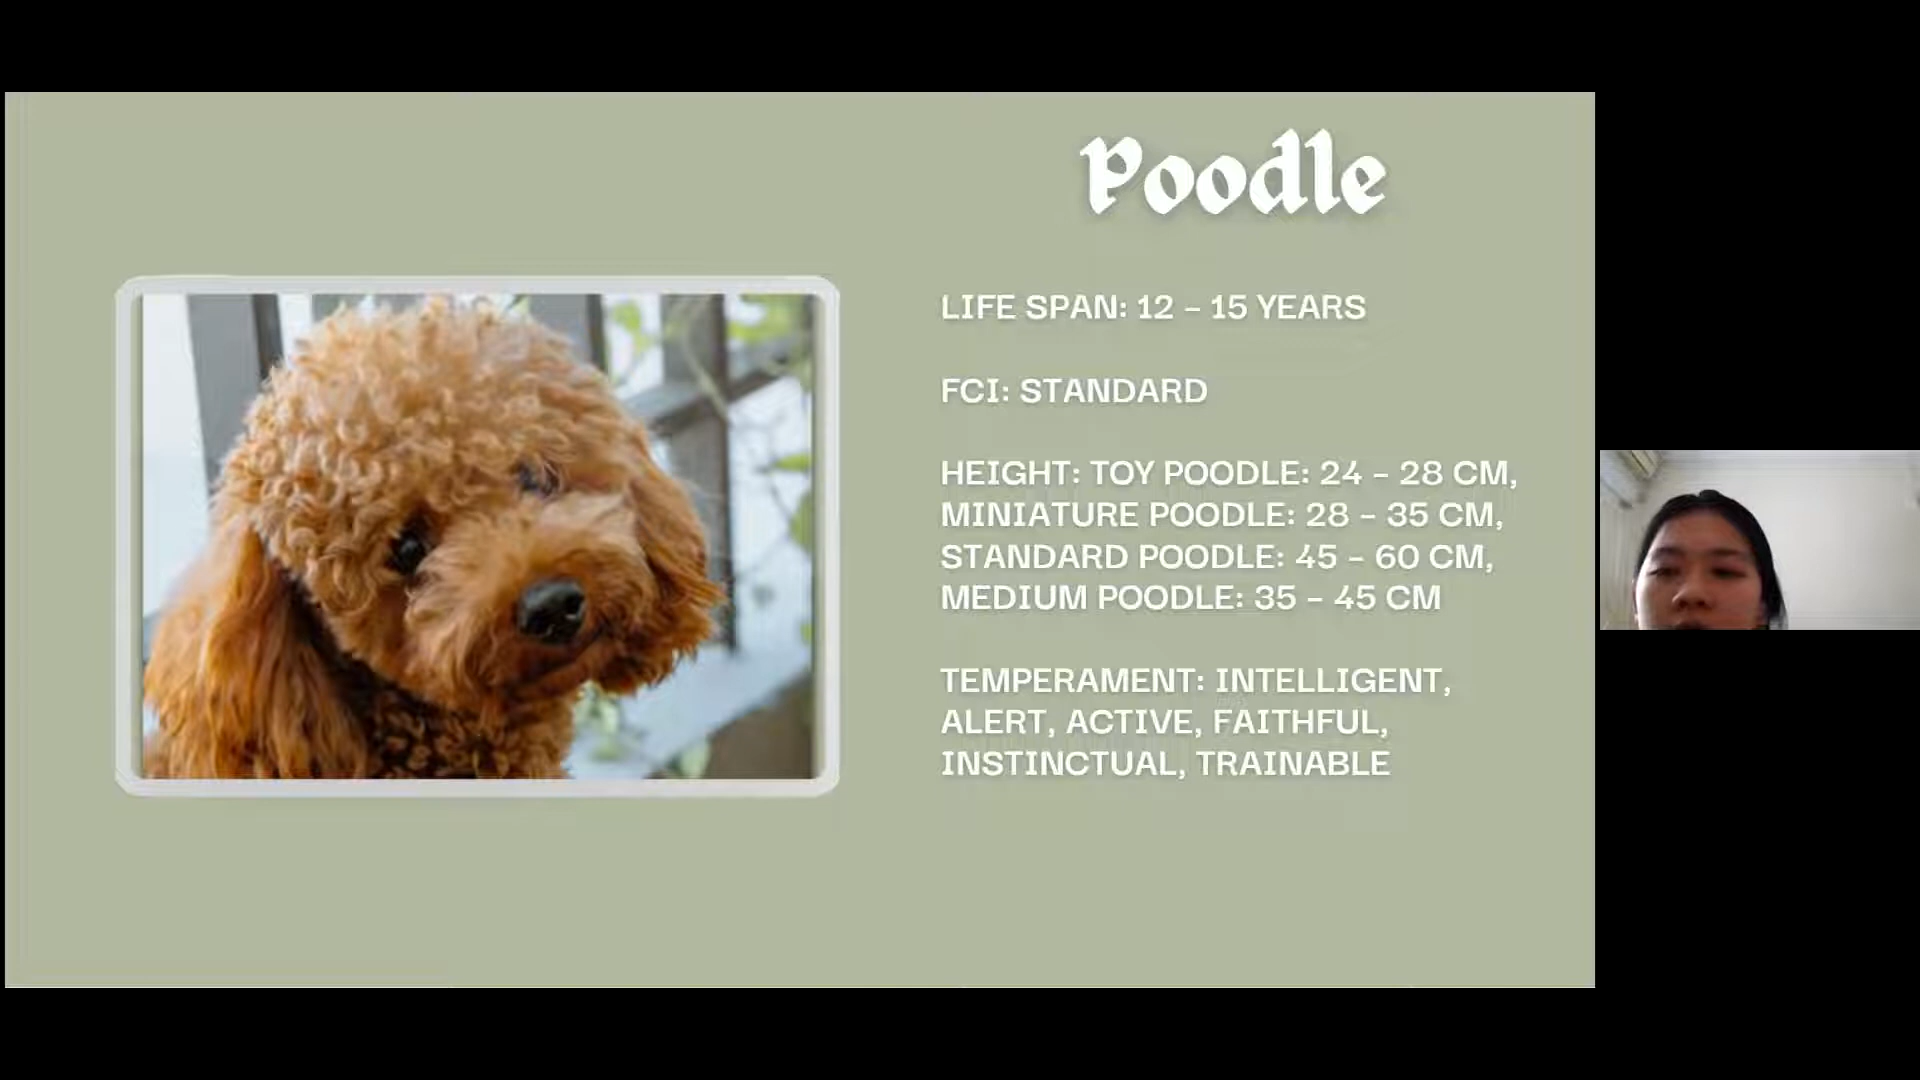 Poodle
LIFE SPAN: 12 – 15 YEARS
FCI: STANDARD
HEIGHT: TOY POODLE: 24 – 28 CM,
MINIATURE POODLE: 28 – 35 CM,
STANDARD POODLE: 45 – 60 CM,
MEDIUM POODLE: 35 – 45 CM
TEMPERAMENT: INTELLIGENT,
ALERT, ACTIVE, FAITHFUL,
INSTINCTUAL, TRAINABLE